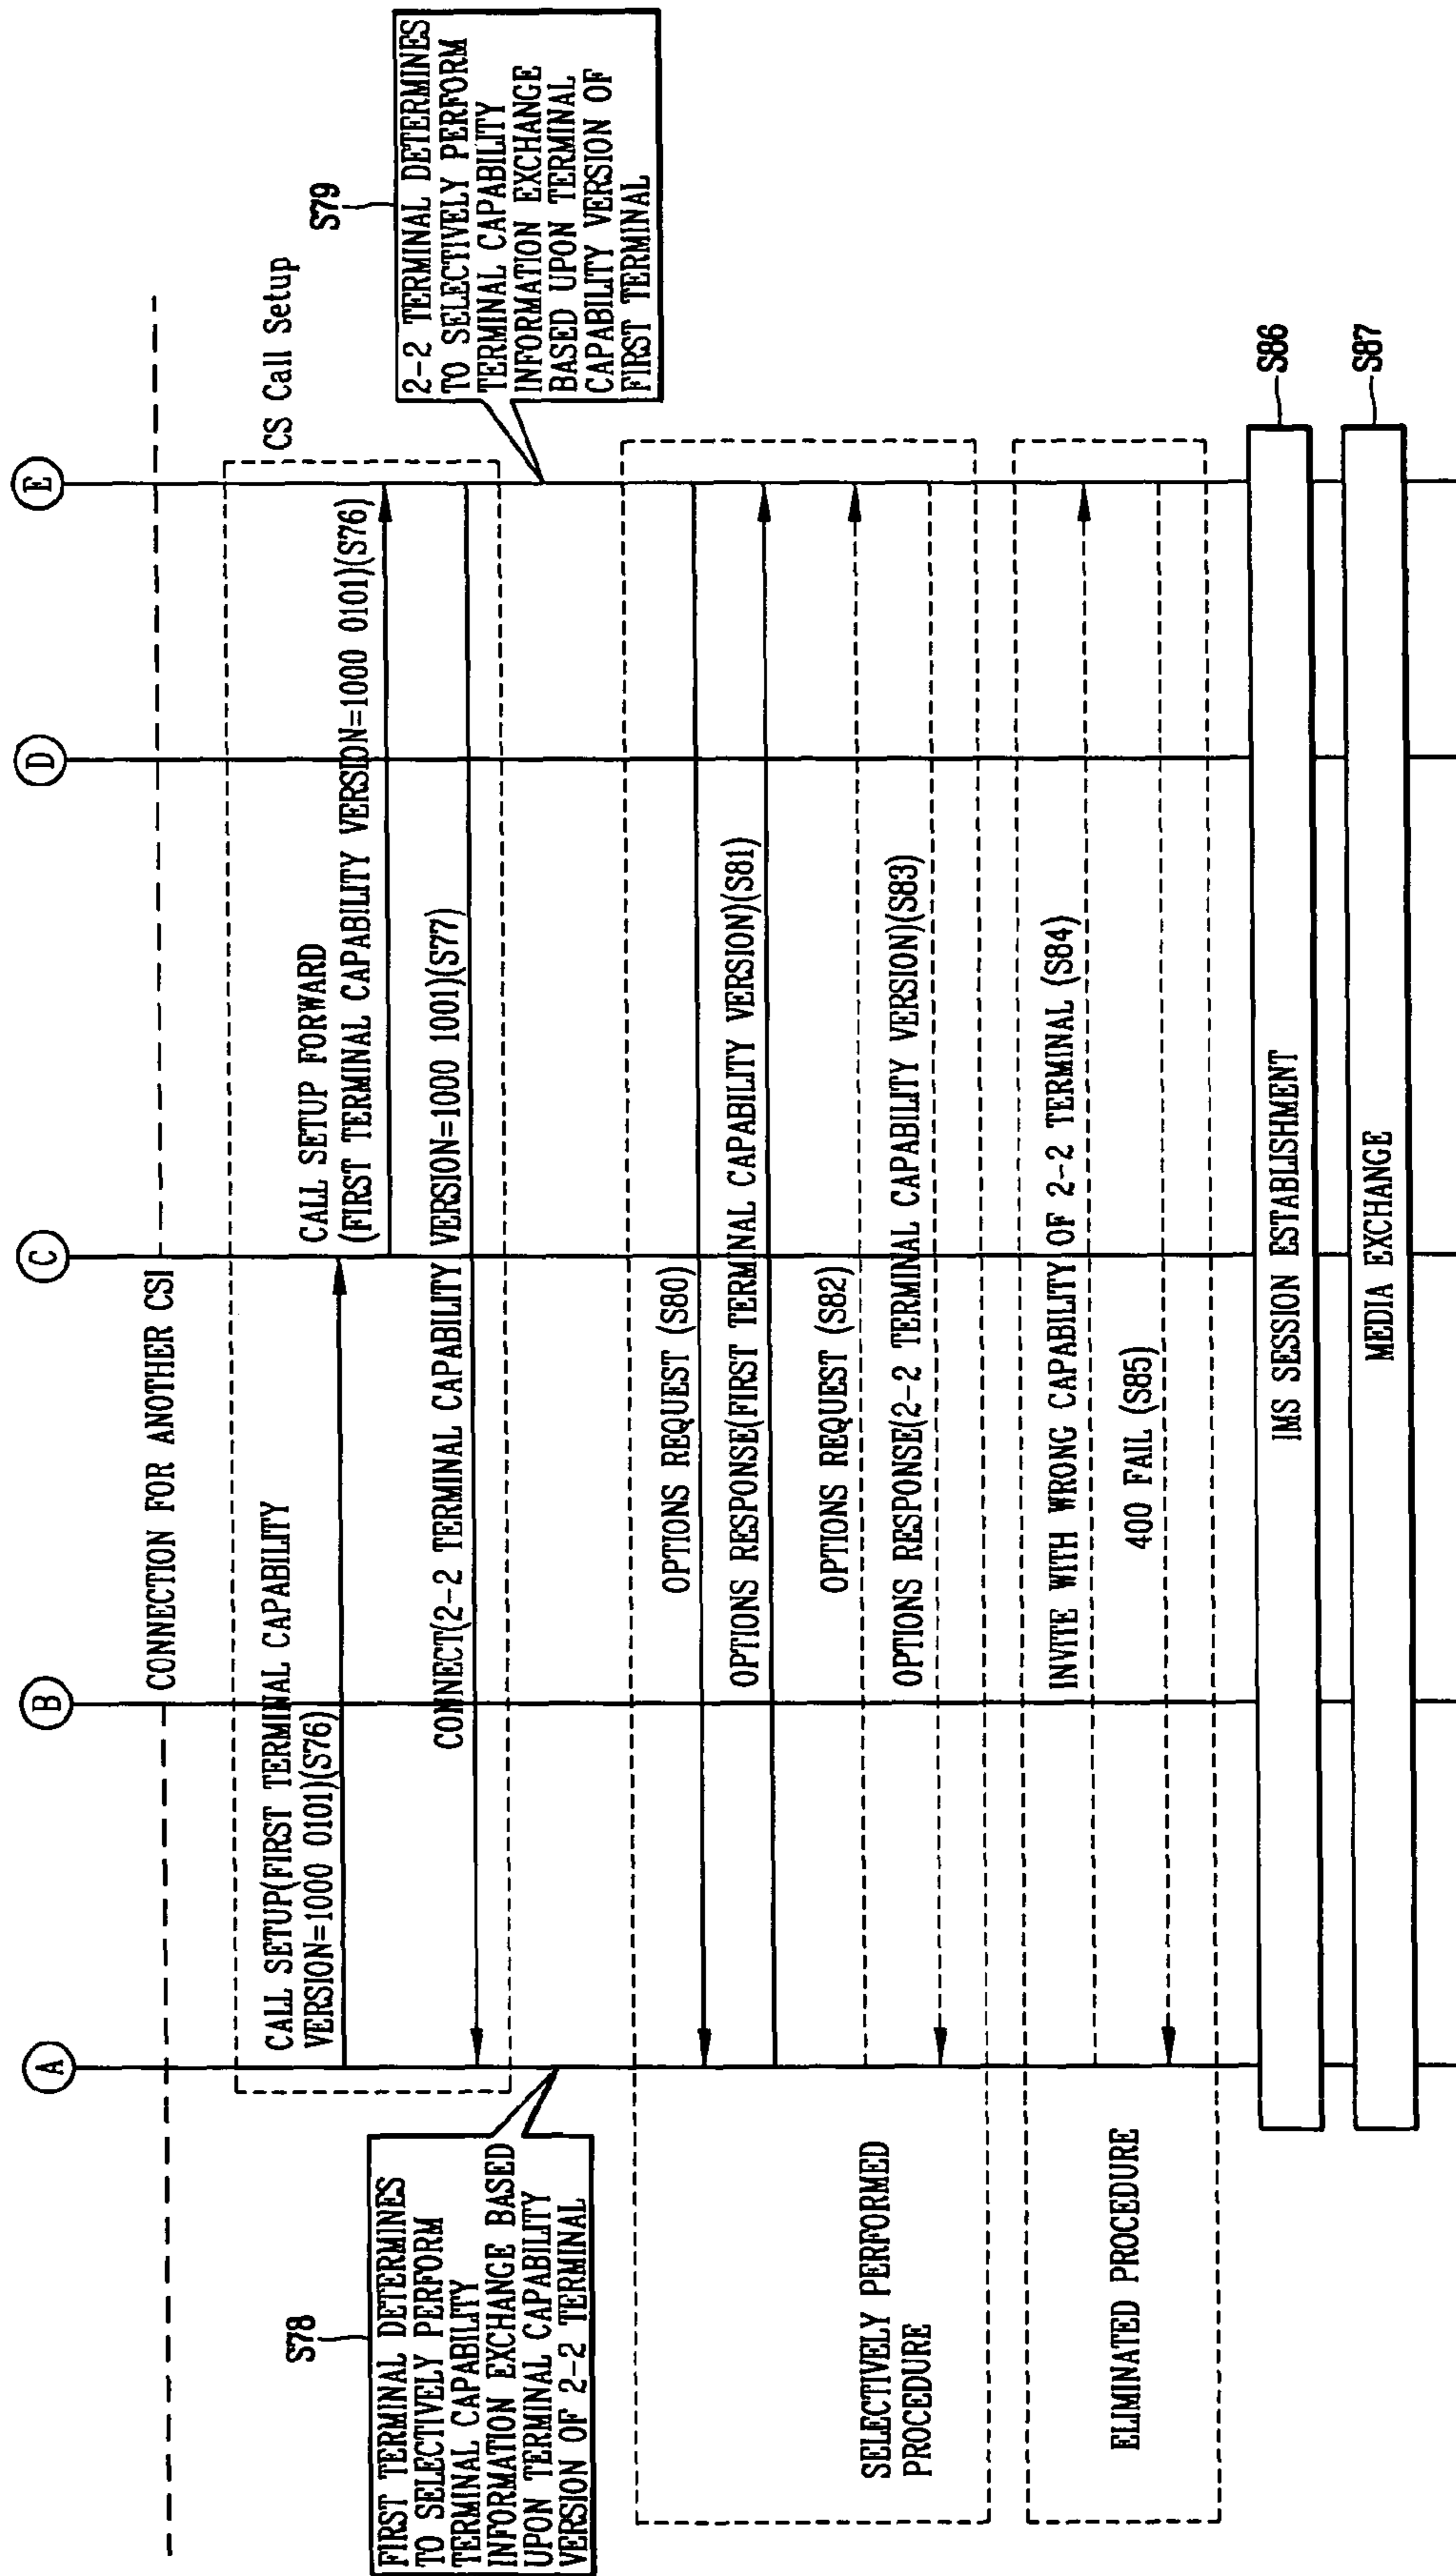 A
B
C
D
E
CONNECTION FOR ANOTHER CSI
CS Call Setup
CALL SETUP(FIRST TERMINAL CAPABILITY
VERSION=1000 0101)(S76)
CALL SETUP FORWARD
(FIRST TERMINAL CAPABILITY VERSION=1000 0101)(S76)
CONNECT(2-2 TERMINAL CAPABILITY VERSION=1000 1001)(S77)
S78
FIRST TERMINAL DETERMINES
TO SELECTIVELY PERFORM
TERMINAL CAPABILITY
INFORMATION EXCHANGE BASED
UPON TERMINAL CAPABILITY
VERSION OF 2-2 TERMINAL
S79
2-2 TERMINAL DETERMINES
TO SELECTIVELY PERFORM
TERMINAL CAPABILITY
INFORMATION EXCHANGE
BASED UPON TERMINAL
CAPABILITY VERSION OF
FIRST TERMINAL
OPTIONS REQUEST (S80)
OPTIONS RESPONSE(FIRST TERMINAL CAPABILITY VERSION)(S81)
OPTIONS REQUEST (S82)
OPTIONS RESPONSE(2-2 TERMINAL CAPABILITY VERSION)(S83)
SELECTIVELY PERFORMED
PROCEDURE
INVITE WITH WRONG CAPABILITY OF 2-2 TERMINAL (S84)
400 FAIL (S85)
ELIMINATED PROCEDURE
IMS SESSION ESTABLISHMENT
S86
MEDIA EXCHANGE
S87